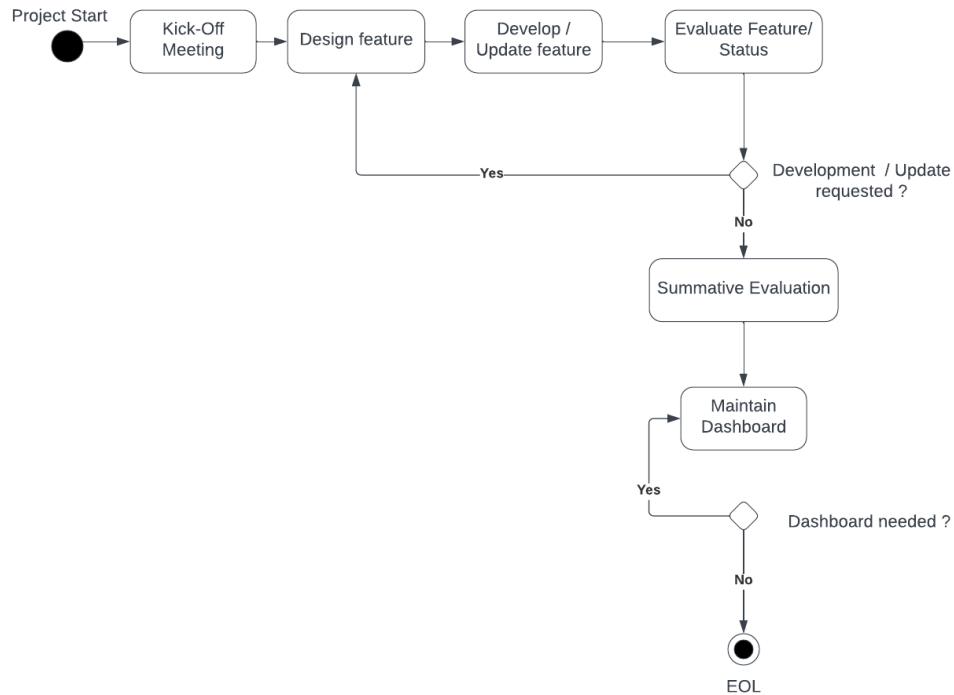 Project Start
Kick-Off
Meeting
Design feature
Develop /
Update feature
Evaluate Feature/
Status
Yes
Development  / Update
requested ?
No
Summative Evaluation
Maintain
Dashboard
Yes
Dashboard needed ?
No
EOL